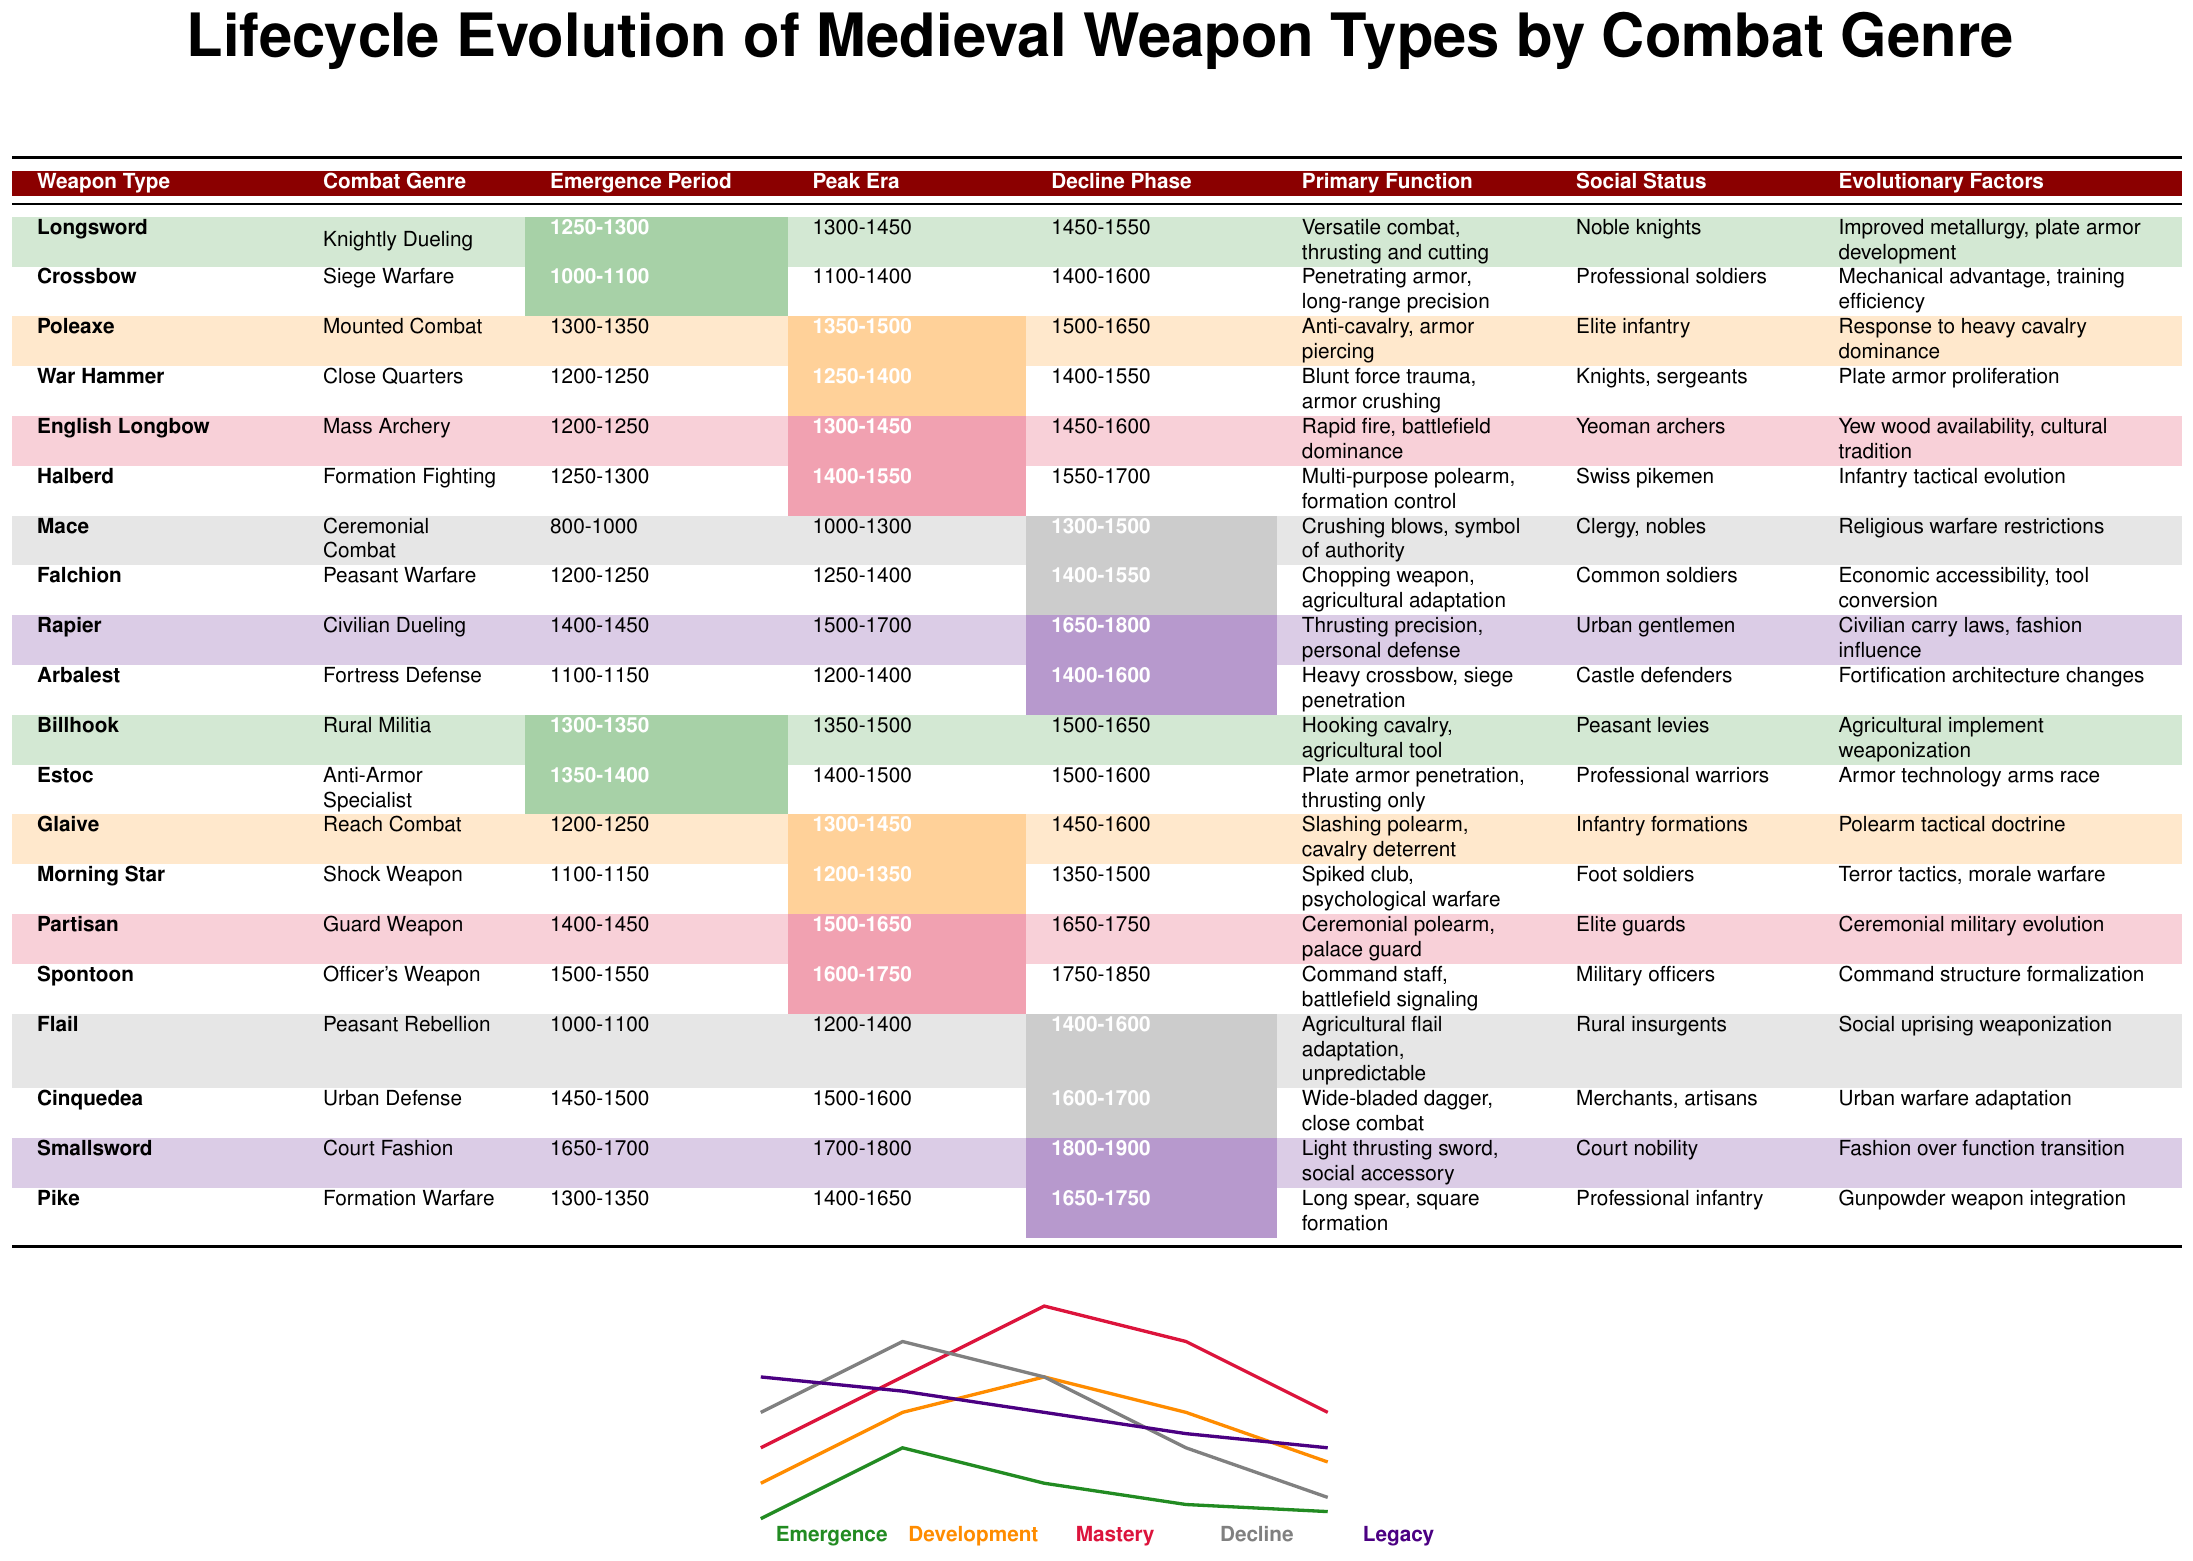 Lifecycle Evolution of Medieval Weapon Types by Combat Genre
Weapon Type Combat Genre Emergence Period Peak Era Decline Phase Primary Function Social Status Evolutionary Factors
Longsword Knightly Dueling 1250-1300 1300-1450 1450-1550 Versatile combat, thrusting and cutting Noble knights Improved metallurgy, plate armor development
Crossbow Siege Warfare 1000-1100 1100-1400 1400-1600 Penetrating armor, long-range precision Professional soldiers Mechanical advantage, training efficiency
Poleaxe Mounted Combat 1300-1350 1350-1500 1500-1650 Anti-cavalry, armor piercing Elite infantry Response to heavy cavalry dominance
War Hammer Close Quarters 1200-1250 1250-1400 1400-1550 Blunt force trauma, armor crushing Knights, sergeants Plate armor proliferation
English Longbow Mass Archery 1200-1250 1300-1450 1450-1600 Rapid fire, battlefield dominance Yeoman archers Yew wood availability, cultural tradition
Halberd Formation Fighting 1250-1300 1400-1550 1550-1700 Multi-purpose polearm, formation control Swiss pikemen Infantry tactical evolution
Mace Ceremonial Combat 800-1000 1000-1300 1300-1500 Crushing blows, symbol of authority Clergy, nobles Religious warfare restrictions
Falchion Peasant Warfare 1200-1250 1250-1400 1400-1550 Chopping weapon, agricultural adaptation Common soldiers Economic accessibility, tool conversion
Rapier Civilian Dueling 1400-1450 1500-1700 1650-1800 Thrusting precision, personal defense Urban gentlemen Civilian carry laws, fashion influence
Arbalest Fortress Defense 1100-1150 1200-1400 1400-1600 Heavy crossbow, siege penetration Castle defenders Fortification architecture changes
Billhook Rural Militia 1300-1350 1350-1500 1500-1650 Hooking cavalry, agricultural tool Peasant levies Agricultural implement weaponization
Estoc Anti-Armor Specialist 1350-1400 1400-1500 1500-1600 Plate armor penetration, thrusting only Professional warriors Armor technology arms race
Glaive Reach Combat 1200-1250 1300-1450 1450-1600 Slashing polearm, cavalry deterrent Infantry formations Polearm tactical doctrine
Morning Star Shock Weapon 1100-1150 1200-1350 1350-1500 Spiked club, psychological warfare Foot soldiers Terror tactics, morale warfare
Partisan Guard Weapon 1400-1450 1500-1650 1650-1750 Ceremonial polearm, palace guard Elite guards Ceremonial military evolution
Spontoon Officer's Weapon 1500-1550 1600-1750 1750-1850 Command staff, battlefield signaling Military officers Command structure formalization
Flail Peasant Rebellion 1000-1100 1200-1400 1400-1600 Agricultural flail adaptation, unpredictable Rural insurgents Social uprising weaponization
Cinquedea Urban Defense 1450-1500 1500-1600 1600-1700 Wide-bladed dagger, close combat Merchants, artisans Urban warfare adaptation
Smallsword Court Fashion 1650-1700 1700-1800 1800-1900 Light thrusting sword, social accessory Court nobility Fashion over function transition
Pike Formation Warfare 1300-1350 1400-1650 1650-1750 Long spear, square formation Professional infantry Gunpowder weapon integration
Emergence Development Mastery Decline Legacy